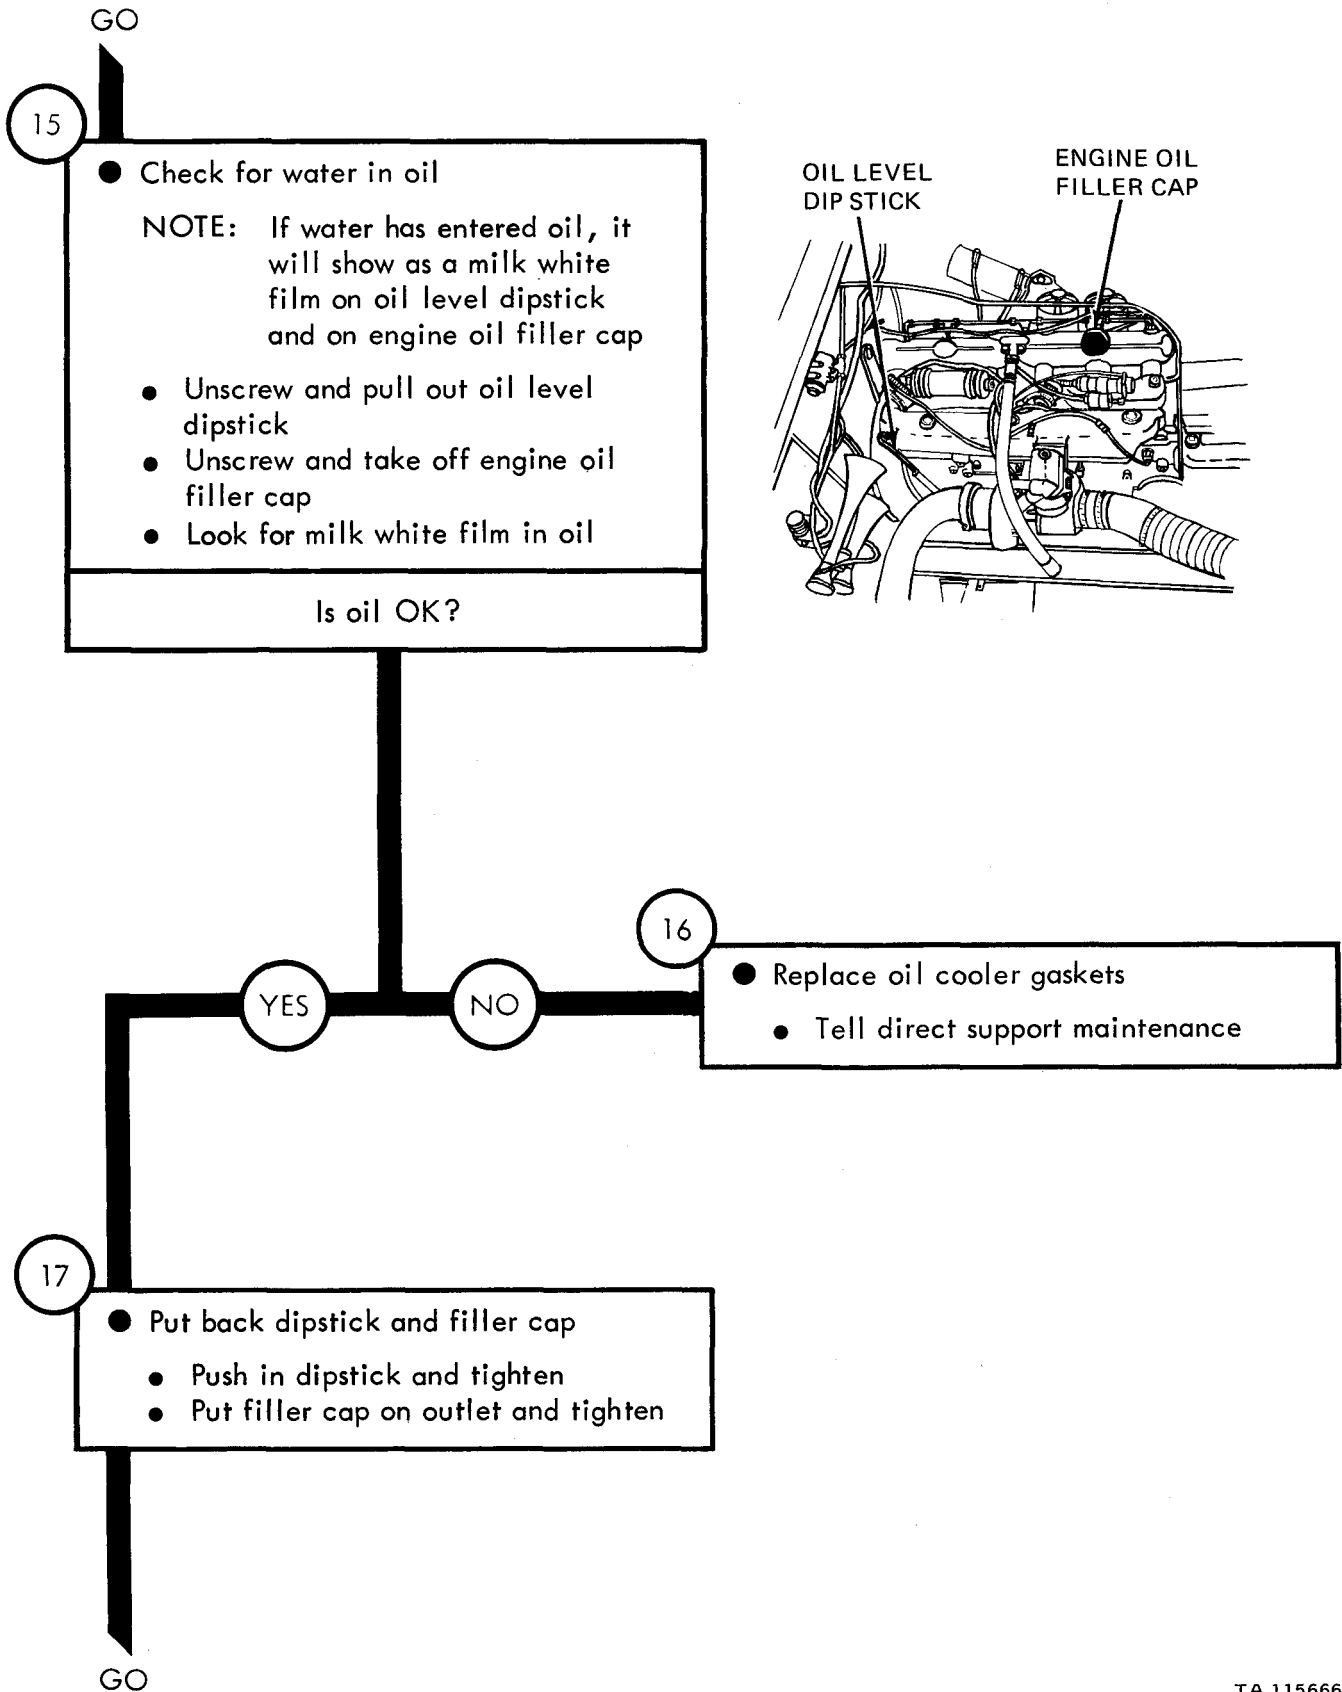 GO
15
● Check for water in oil
NOTE: If water has entered oil, it
will show as a milk white
film on oil level dipstick
and on engine oil filler cap
● Unscrew and pull out oil level
dipstick
● Unscrew and take off engine oil
filler cap
● Look for milk white film in oil
Is oil OK?
OIL LEVEL
DIP STICK
ENGINE OIL
FILLER CAP
YES
NO
16
● Replace oil cooler gaskets
● Tell direct support maintenance
17
● Put back dipstick and filler cap
● Push in dipstick and tighten
● Put filler cap on outlet and tighten
GO
TA 115666